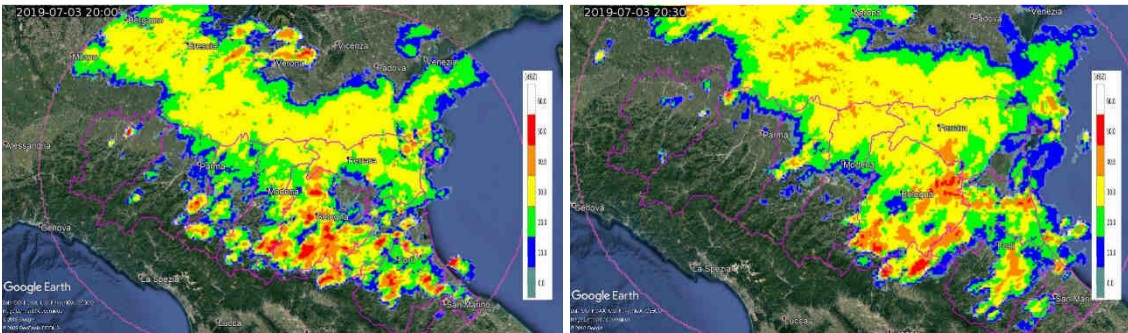 2019-07-03 20:00
Bergamo
Milano
Brescia
Verona
Vicenza
Padova
Venezia
Alessandria
Parma
Ferrara
Modena
Bologna
Forlì
Genova
La Spezia
San Marino
Lucca
Google Earth
[dBZ]
60.0
50.0
40.0
30.0
20.0
10.0
0.0
2019-07-03 20:30
Padova
Venezia
Parma
Ferrara
Modena
Bologna
Genova
La Spezia
San Marino
Lucca
Google Earth
[dBZ]
60.0
50.0
40.0
30.0
20.0
10.0
0.0